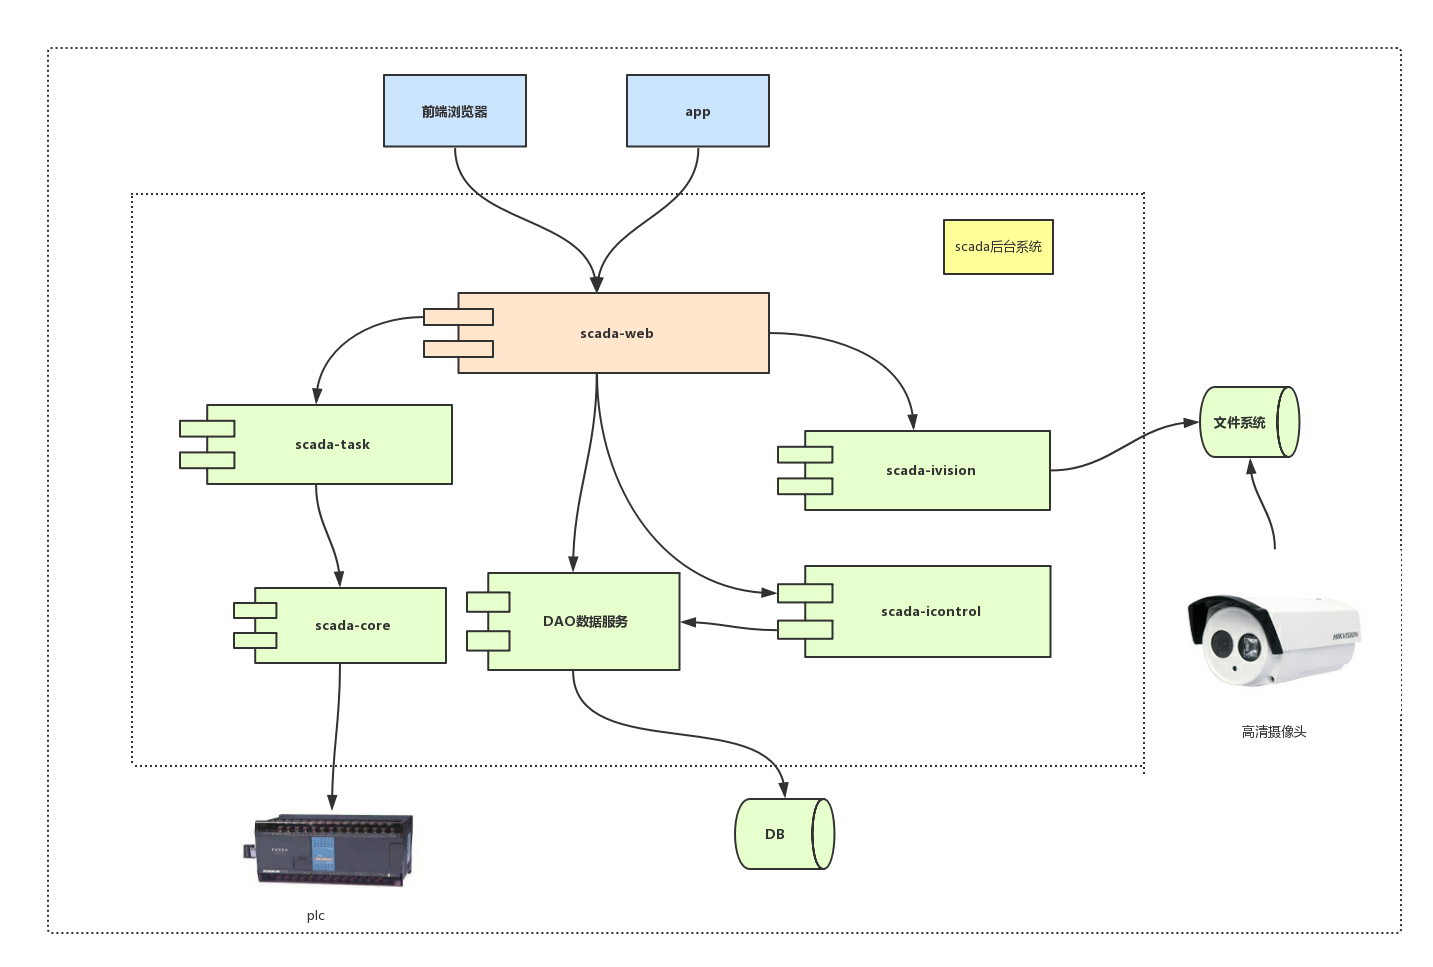 前端浏览器
app
scada后台系统
scada-web
scada-task
scada-ivision
文件系统
scada-core
DAO数据服务
scada-icontrol
HIKVISION
高清摄像头
DB
plc